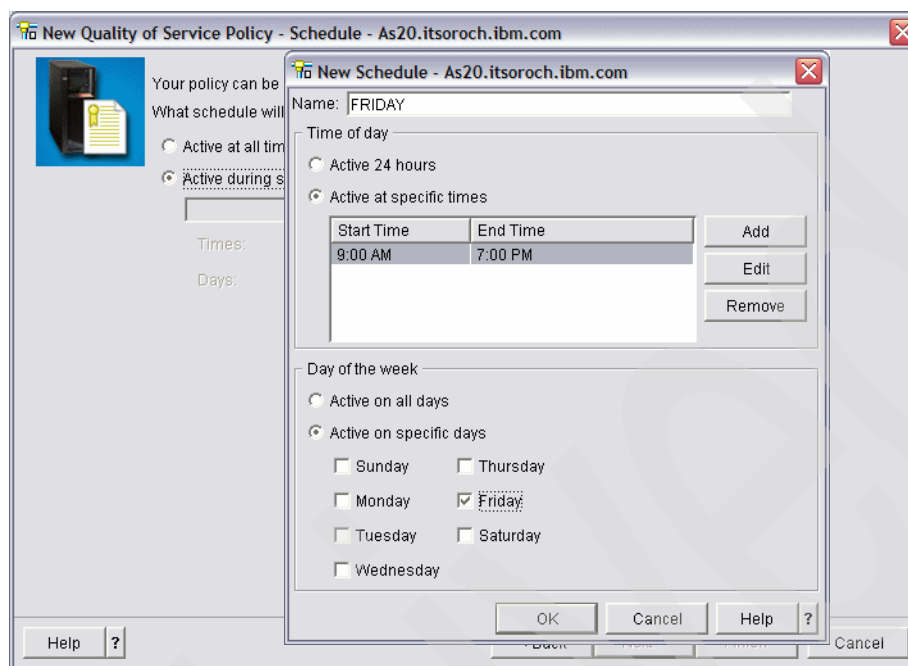 New Quality of Service Policy - Schedule - As20.itsoroch.ibm.com
Your policy can be
What schedule will
Active at all tim
Active during s
Times:
Days:
New Schedule - As20.itsoroch.ibm.com
Name: FRIDAY
Time of day
Active 24 hours
Active at specific times
Start Time End Time
9:00 AM 7:00 PM
Add
Edit
Remove
Day of the week
Active on all days
Active on specific days
Sunday Thursday
Monday Friday
Tuesday Saturday
Wednesday
OK Cancel Help ?
Help ? Cancel